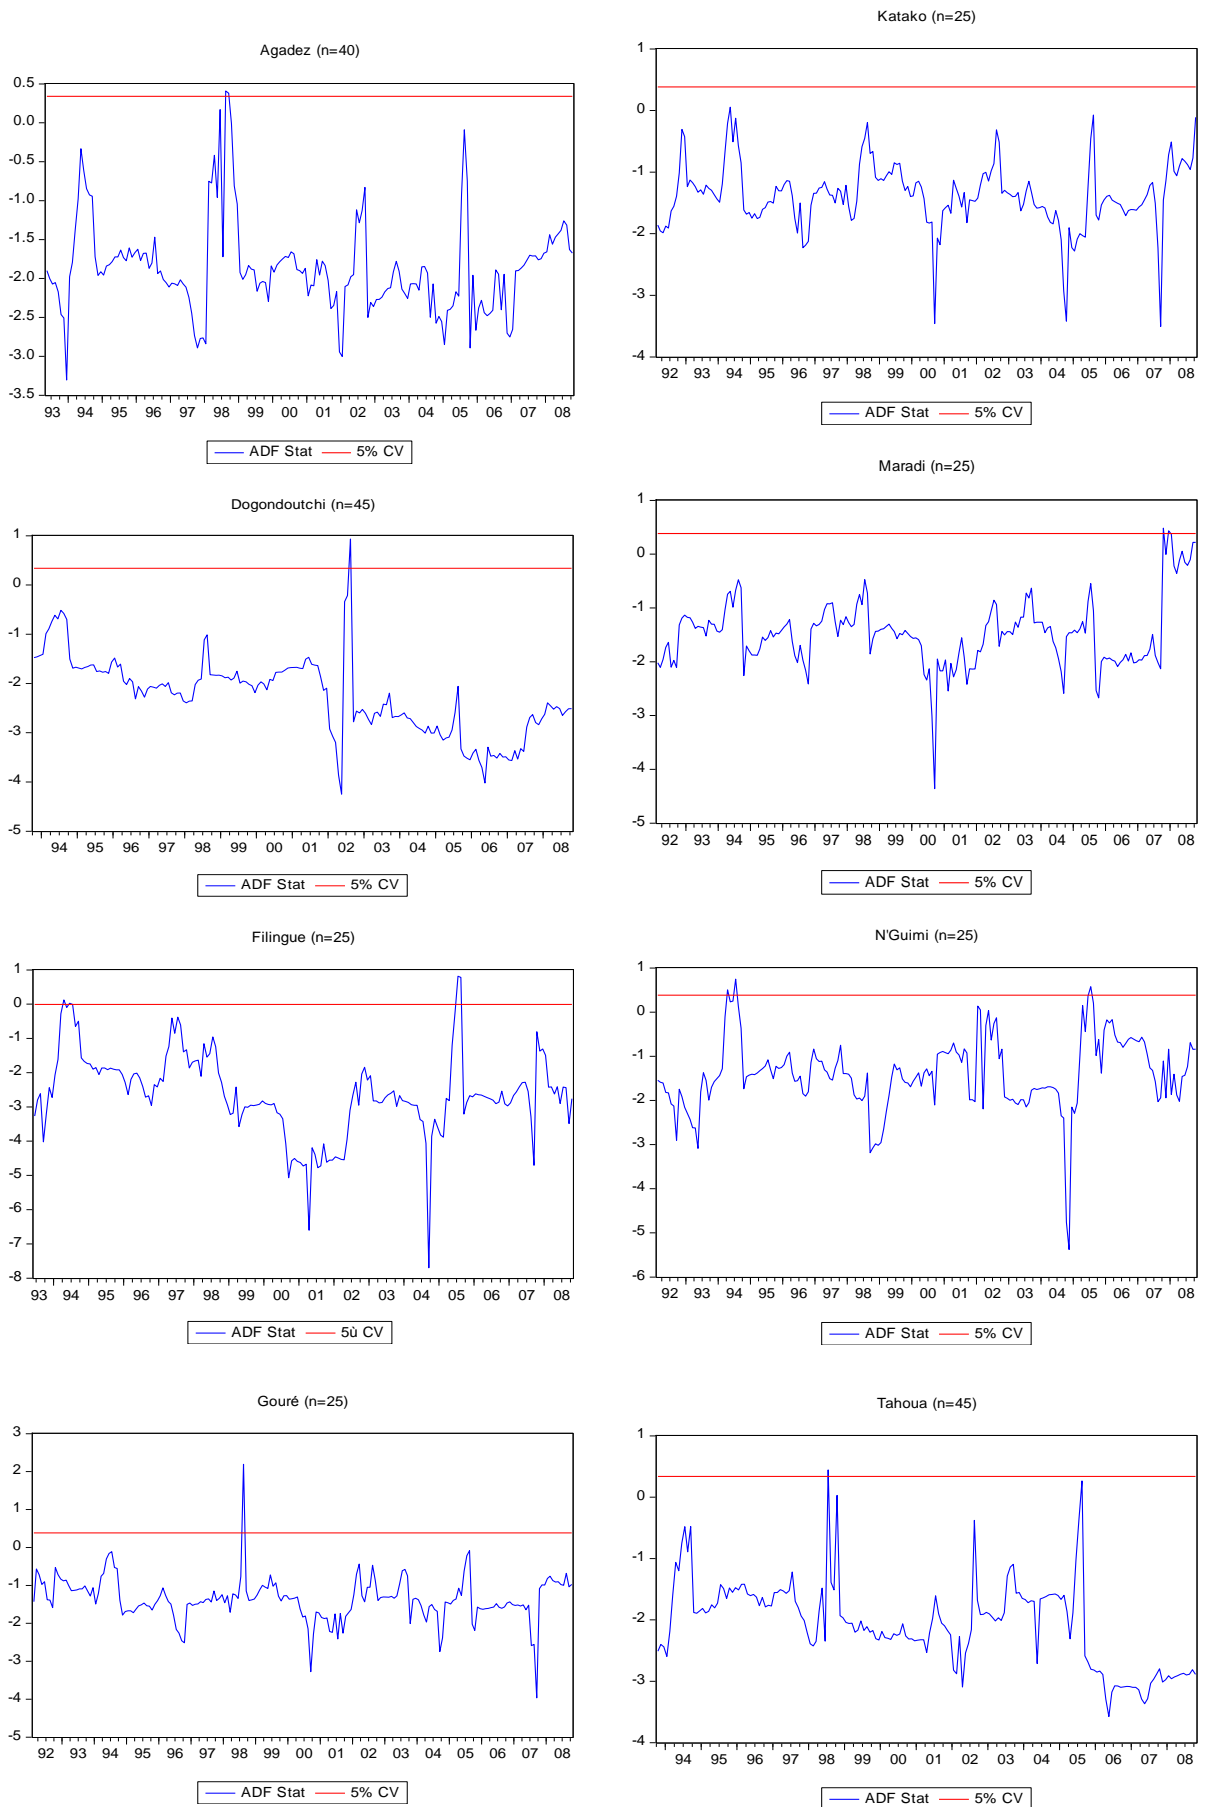 Agadez (n=40)
0.5
0.0
-0.5
-1.0
-1.5
-2.0
-2.5
-3.0
-3.5
93 94 95 96 97 98 99 00 01 02 03 04 05 06 07 08
ADF Stat 5% CV
Katako (n=25)
1
0
-1
-2
-3
-4
92 93 94 95 96 97 98 99 00 01 02 03 04 05 06 07 08
ADF Stat 5% CV
Dogondoutchi (n=45)
1
0
-1
-2
-3
-4
-5
94 95 96 97 98 99 00 01 02 03 04 05 06 07 08
ADF Stat 5% CV
Maradi (n=25)
1
0
-1
-2
-3
-4
-5
92 93 94 95 96 97 98 99 00 01 02 03 04 05 06 07 08
ADF Stat 5% CV
Filingue (n=25)
1
0
-1
-2
-3
-4
-5
-6
-7
-8
93 94 95 96 97 98 99 00 01 02 03 04 05 06 07 08
ADF Stat 5ù CV
N'Guimi (n=25)
1
0
-1
-2
-3
-4
-5
-6
92 93 94 95 96 97 98 99 00 01 02 03 04 05 06 07 08
ADF Stat 5% CV
Gouré (n=25)
3
2
1
0
-1
-2
-3
-4
-5
92 93 94 95 96 97 98 99 00 01 02 03 04 05 06 07 08
ADF Stat 5% CV
Tahoua (n=45)
1
0
-1
-2
-3
-4
94 95 96 97 98 99 00 01 02 03 04 05 06 07 08
ADF Stat 5% CV